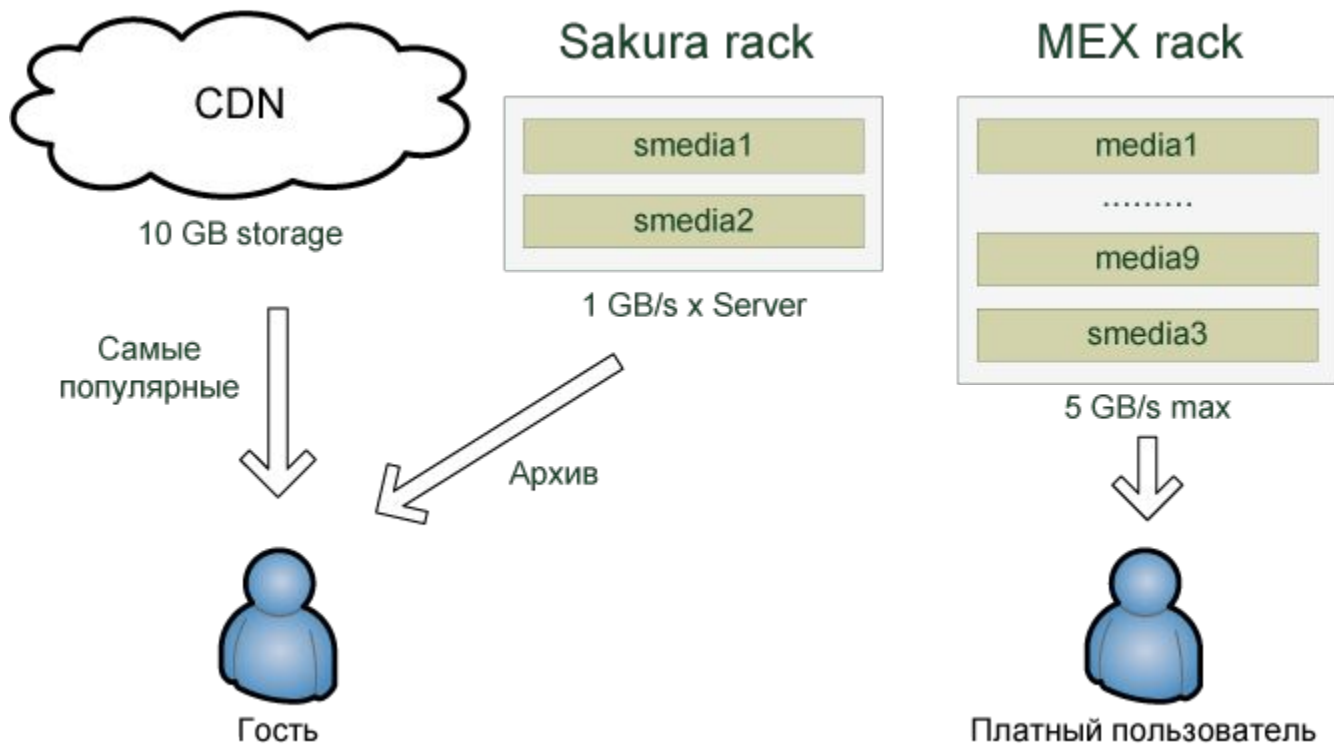 CDN
10 GB storage
Самые
популярные
Sakura rack
smedia1
smedia2
1 GB/s x Server
Архив
Гость
MEX rack
media1
.........
media9
smedia3
5 GB/s max
Платный пользователь